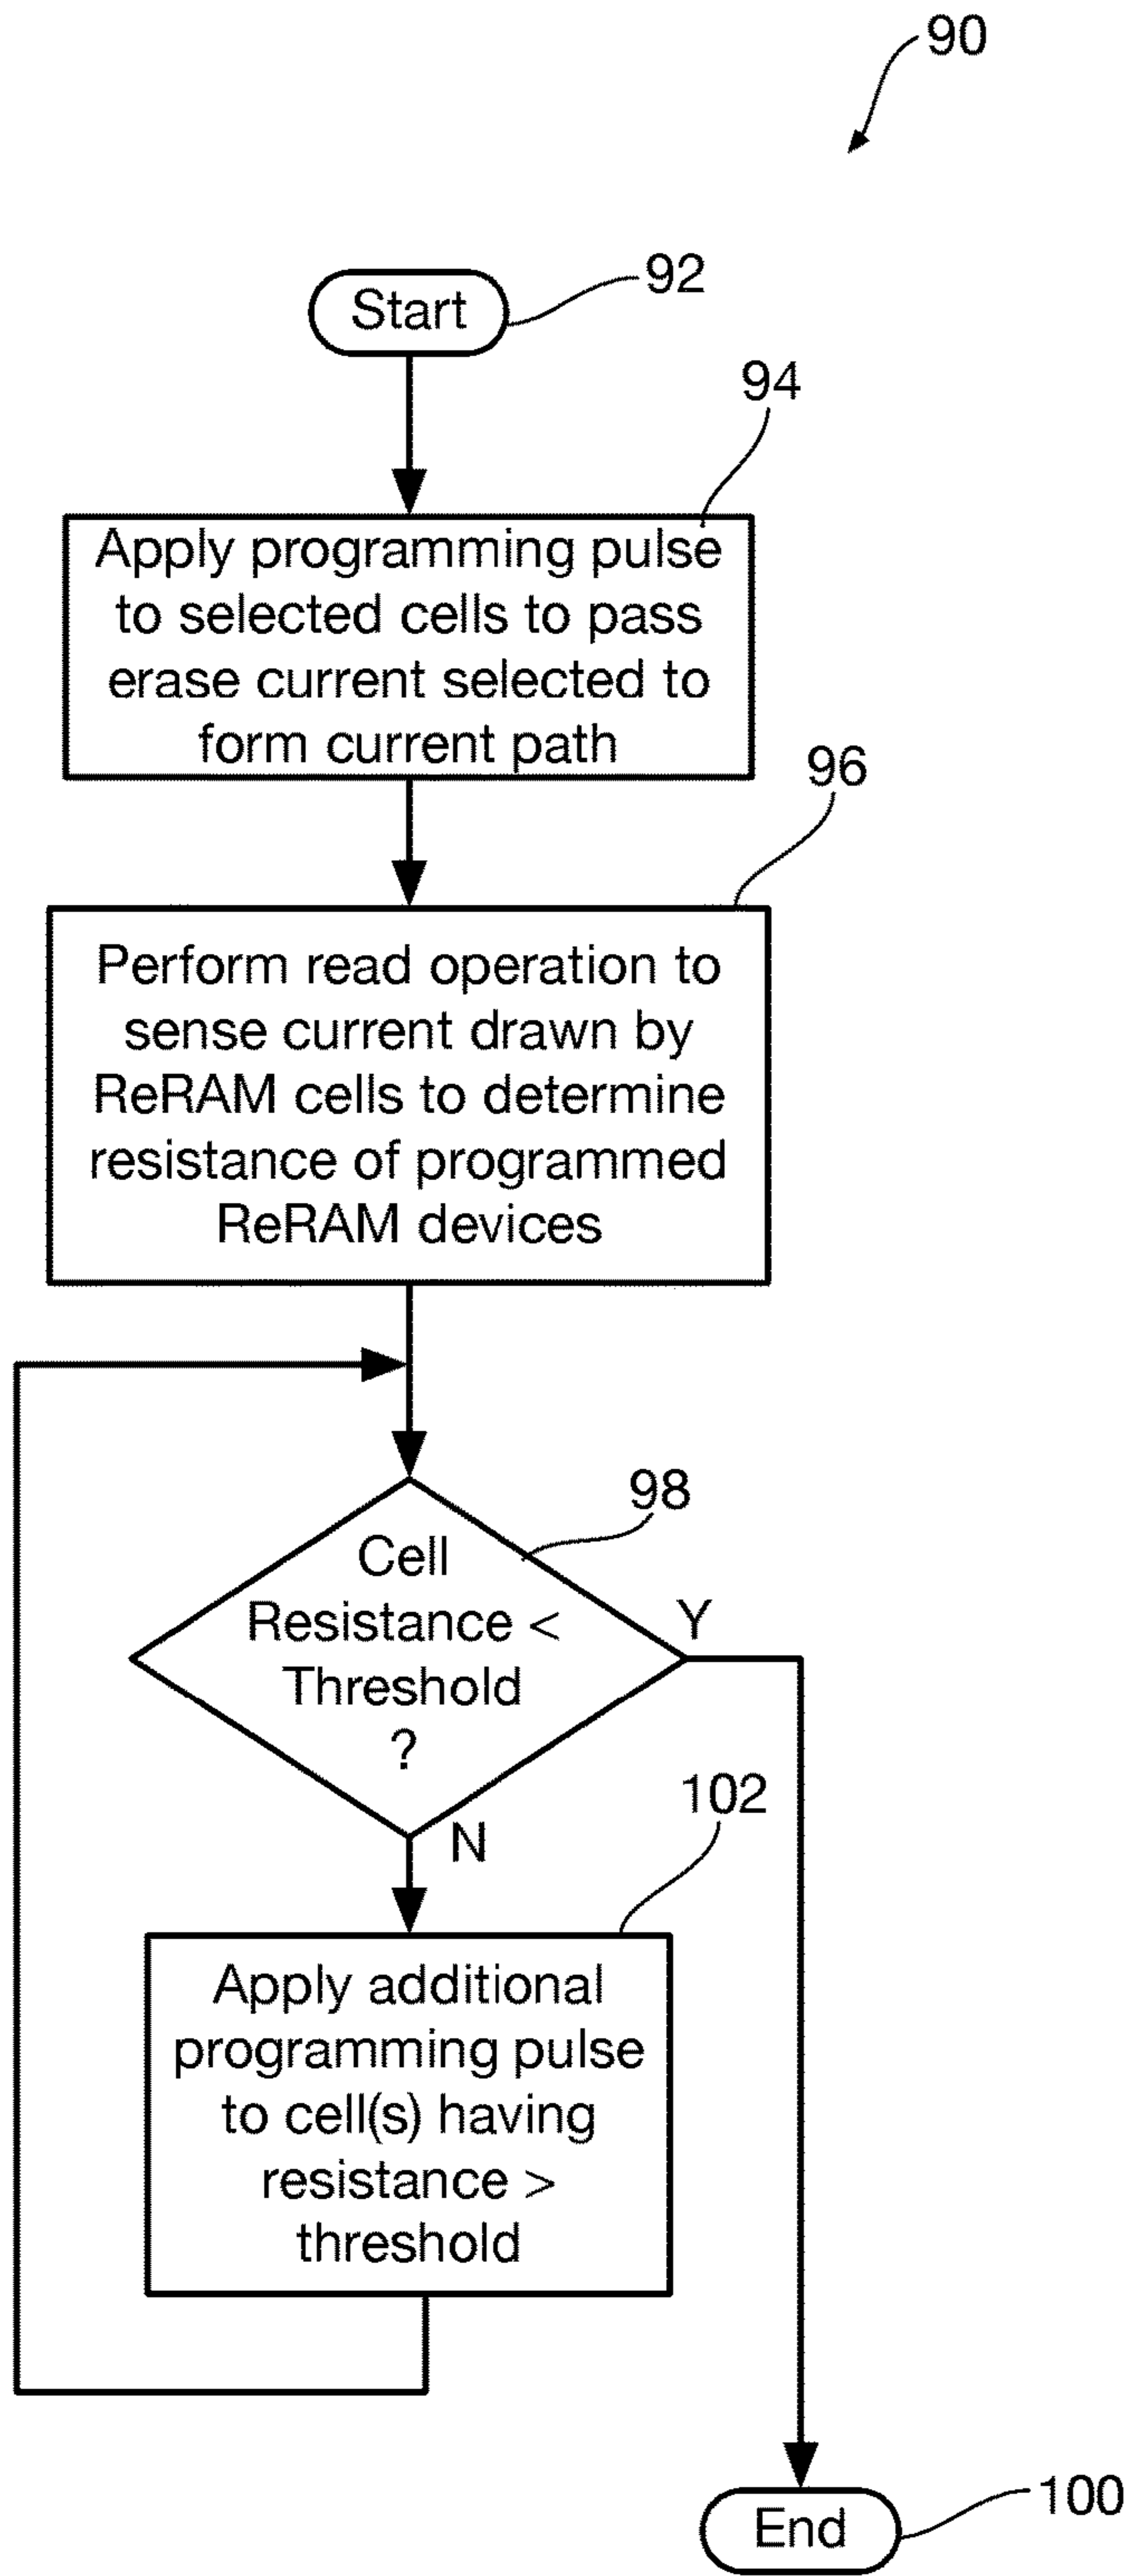 90
92
Start
94
Apply programming pulse
to selected cells to pass
erase current selected to
form current path
96
Perform read operation to
sense current drawn by
ReRAM cells to determine
resistance of programmed
ReRAM devices
98
Cell
Resistance <
Threshold
?
Y
N
102
Apply additional
programming pulse
to cell(s) having
resistance >
threshold
100
End